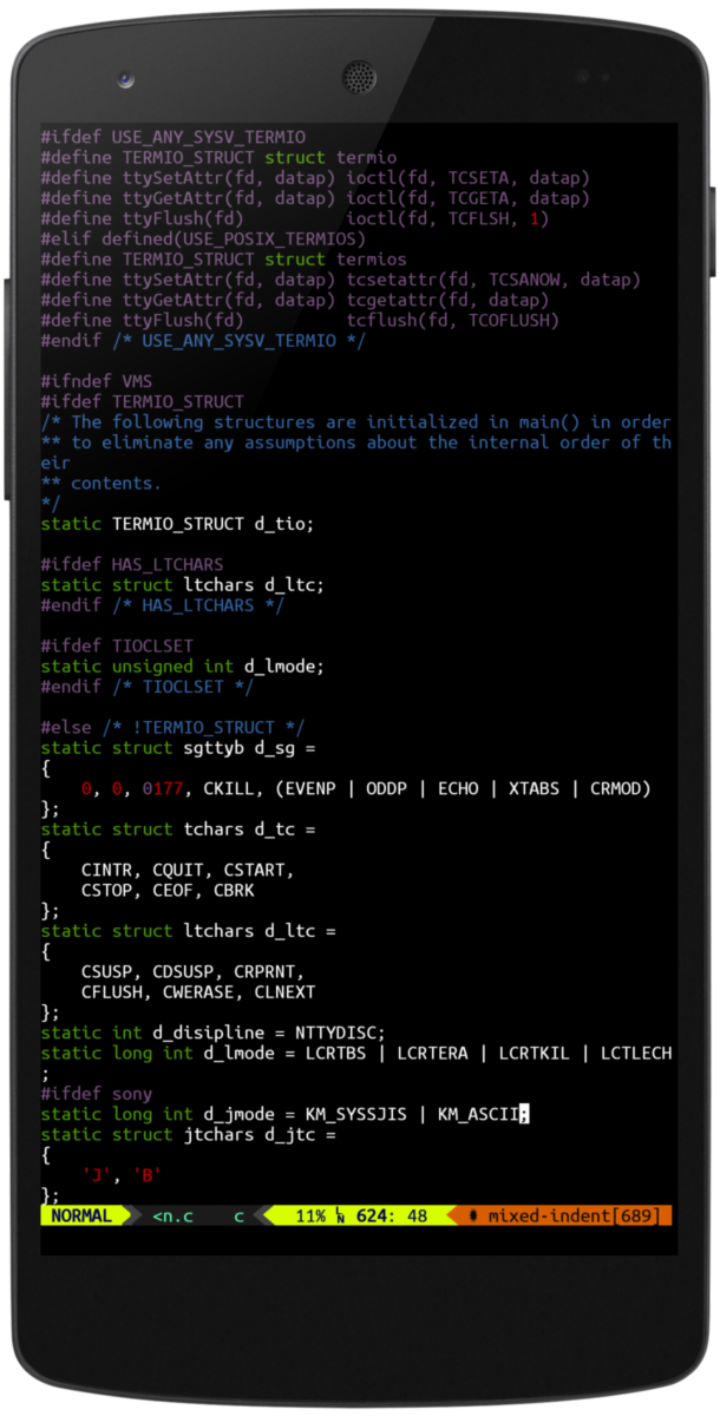 #ifdef USE_ANY_SYSV_TERMIO
#define TERMIO_STRUCT struct termio
#define ttySetAttr(fd, datap) ioctl(fd, TCSETA, datap)
#define ttyGetAttr(fd, datap) ioctl(fd, TCGETA, datap)
#define ttyFlush(fd)          ioctl(fd, TCFLSH, 1)
#elif defined(USE_POSIX_TERMIOS)
#define TERMIO_STRUCT struct termios
#define ttySetAttr(fd, datap) tcsetattr(fd, TCSANOW, datap)
#define ttyGetAttr(fd, datap) tcgetattr(fd, datap)
#define ttyFlush(fd)          tcflush(fd, TCOFLUSH)
#endif /* USE_ANY_SYSV_TERMIO */

#ifndef VMS
#ifdef TERMIO_STRUCT
/* The following structures are initialized in main() in order
** to eliminate any assumptions about the internal order of th
eir
** contents.
*/
static TERMIO_STRUCT d_tio;

#ifdef HAS_LTCHARS
static struct ltchars d_ltc;
#endif /* HAS_LTCHARS */

#ifdef TIOCLSET
static unsigned int d_lmode;
#endif /* TIOCLSET */

#else /* !TERMIO_STRUCT */
static struct sgttyb d_sg =
{
    0, 0, 0177, CKILL, (EVENP | ODDP | ECHO | XTABS | CRMOD)
};
static struct tchars d_tc =
{
    CINTR, CQUIT, CSTART,
    CSTOP, CEOF, CBRK
};
static struct ltchars d_ltc =
{
    CSUSP, CDSUSP, CRPRNT,
    CFLUSH, CWERASE, CLNEXT
};
static int d_disipline = NTTYDISC;
static long int d_lmode = LCRTBS | LCRTERA | LCRTKIL | LCTLECH
;
#ifdef sony
static long int d_jmode = KM_SYSSJIS | KM_ASCII;
static struct jtchars d_jtc =
{
    'J', 'B'
};
NORMAL <n.c c 11% LN 624: 48 mixed-indent[689]